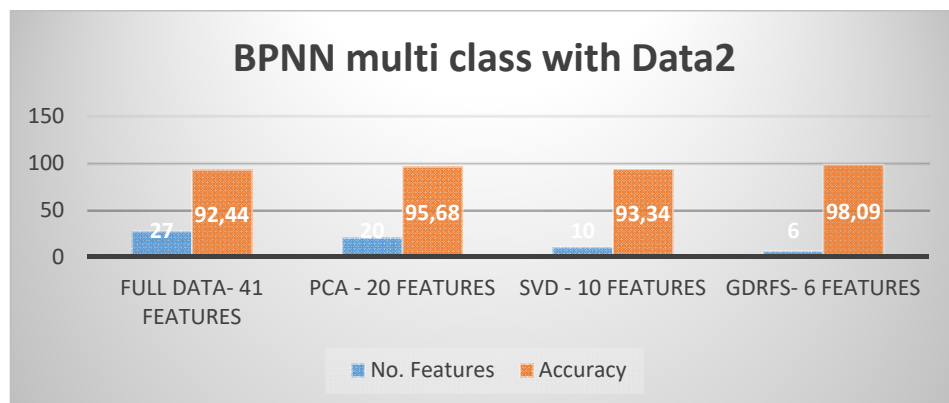 BPNN multi class with Data2
150
100
50
0
27
92,44
20
95,68
10
93,34
6
98,09
FULL DATA- 41
FEATURES
PCA - 20 FEATURES
SVD - 10 FEATURES
GDRFS- 6 FEATURES
No. Features
Accuracy